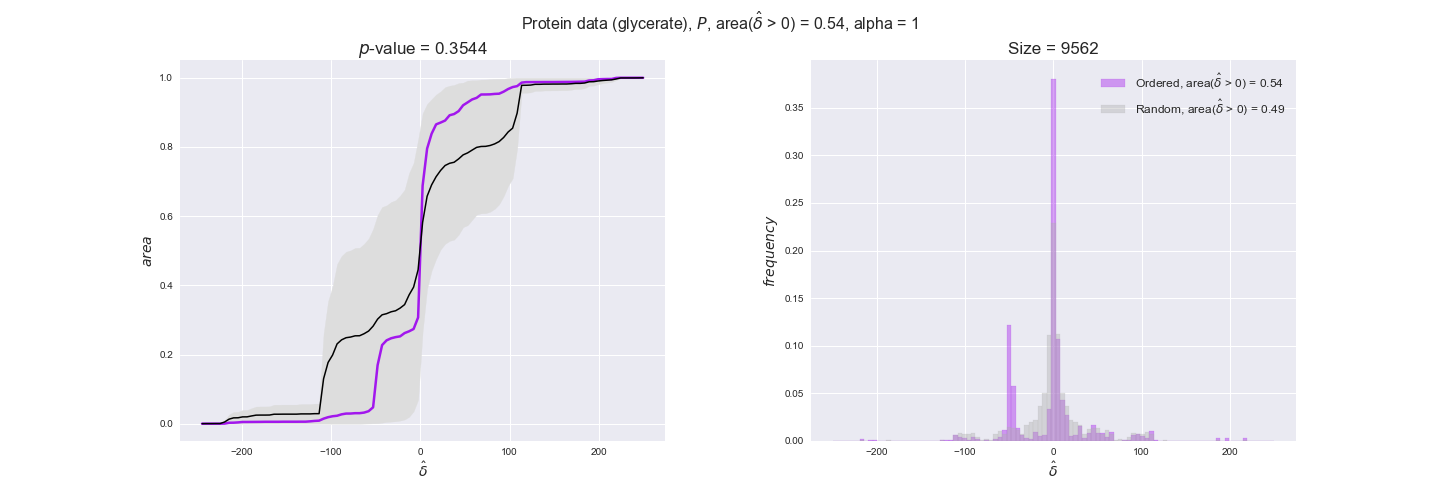 Protein data (glycerate), P, area(δ̂ > 0) = 0.54, alpha = 1
p-value = 0.3544
1.0
0.8
0.6
0.4
0.2
0.0
area
−200 −100 0 100 200
δ̂
Size = 9562
Ordered, area(δ̂ > 0) = 0.54
Random, area(δ̂ > 0) = 0.49
0.35
0.30
0.25
0.20
0.15
0.10
0.05
0.00
frequency
−200 −100 0 100 200
δ̂